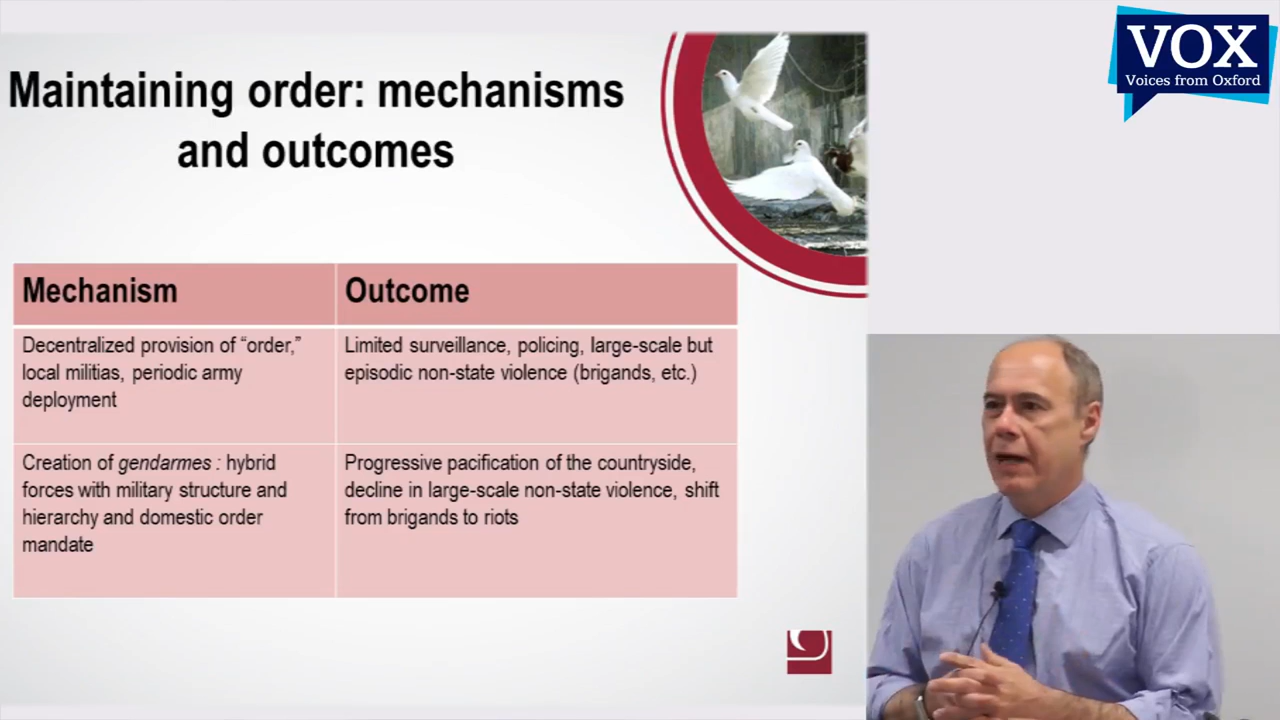 Maintaining order: mechanisms
and outcomes
VOX
Voices from Oxford
Mechanism
Outcome
Decentralized provision of “order,”
local militias, periodic army
deployment
Limited surveillance, policing, large-scale but
episodic non-state violence (brigands, etc.)
Creation of gendarmes : hybrid
forces with military structure and
hierarchy and domestic order
mandate
Progressive pacification of the countryside,
decline in large-scale non-state violence, shift
from brigands to riots